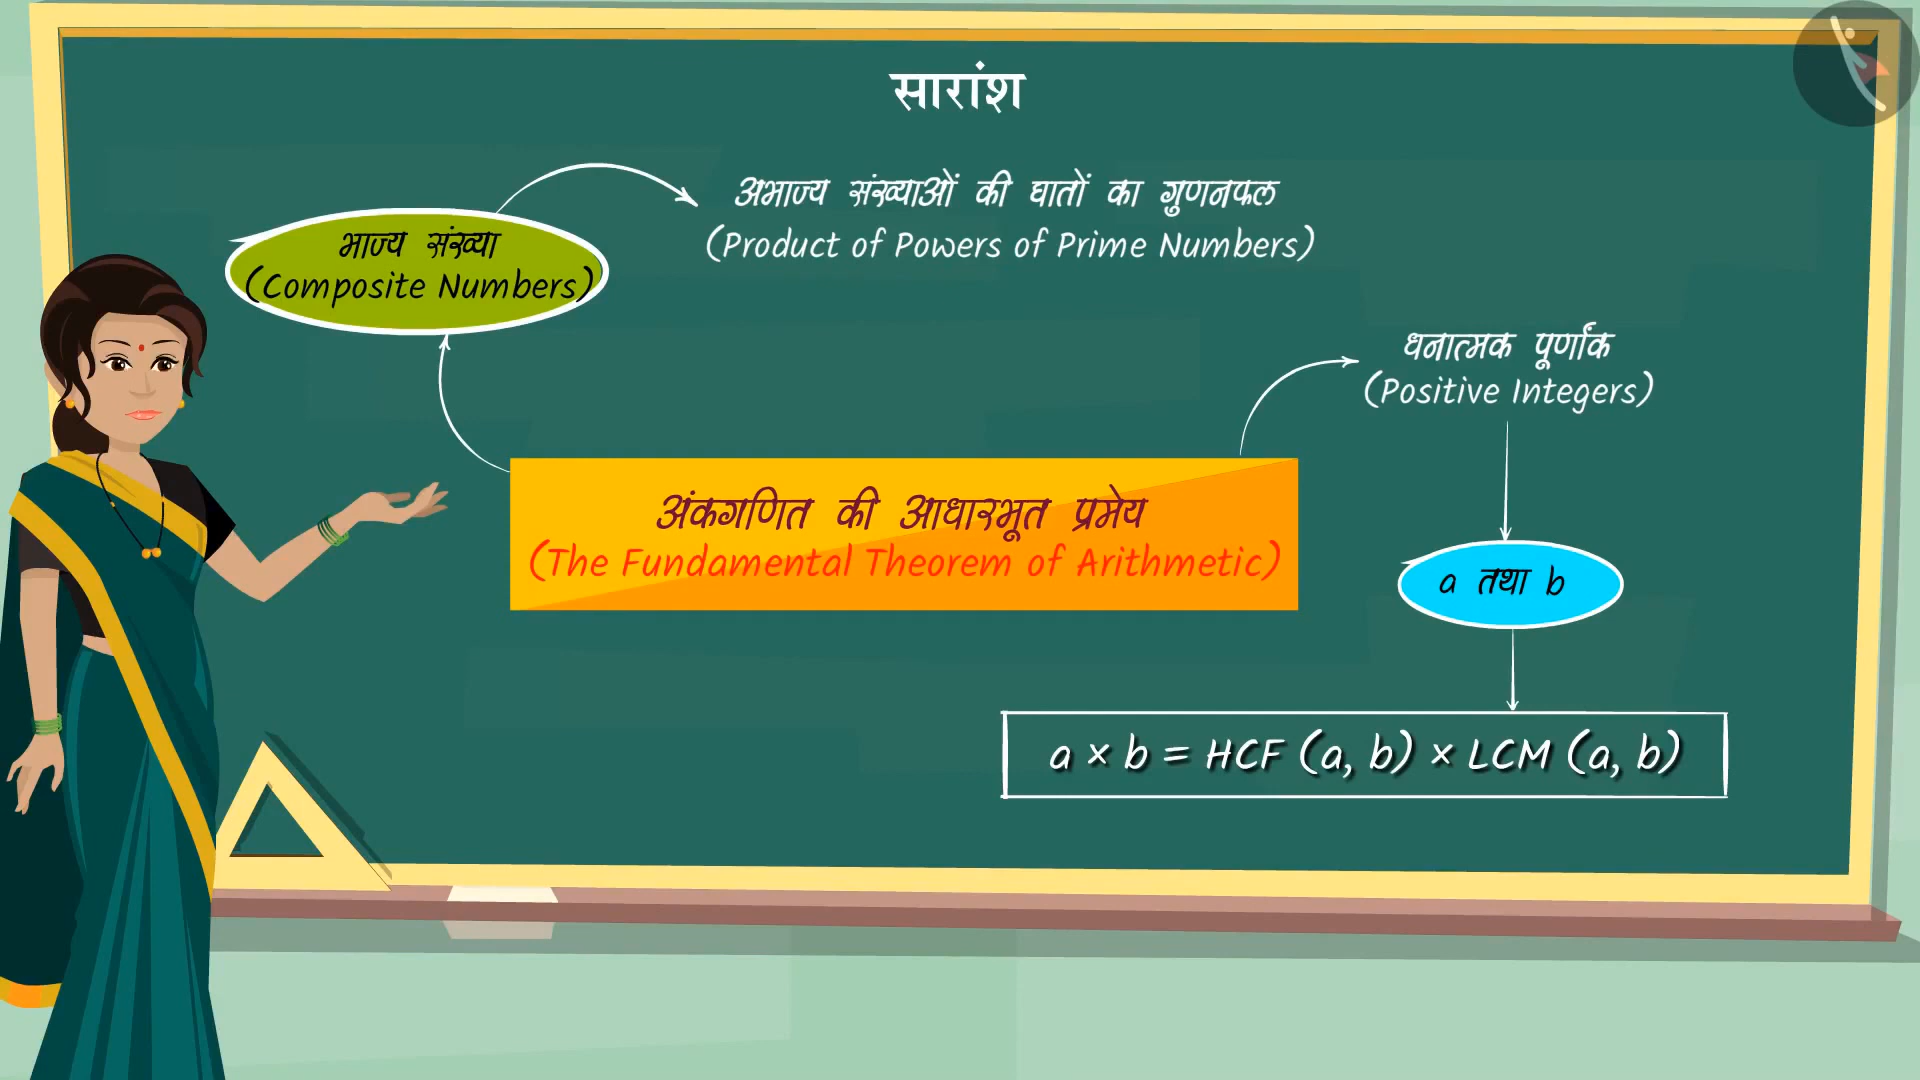 सारांश
अभाज्य संख्याओं की घातों का गुणनफल
(Product of Powers of Prime Numbers)
भाज्य संख्या
(Composite Numbers)
धनात्मक पूर्णांक
(Positive Integers)
अंकगणित की आधारभूत प्रमेय
(The Fundamental Theorem of Arithmetic)
a तथा b
a × b = HCF (a, b) × LCM (a, b)